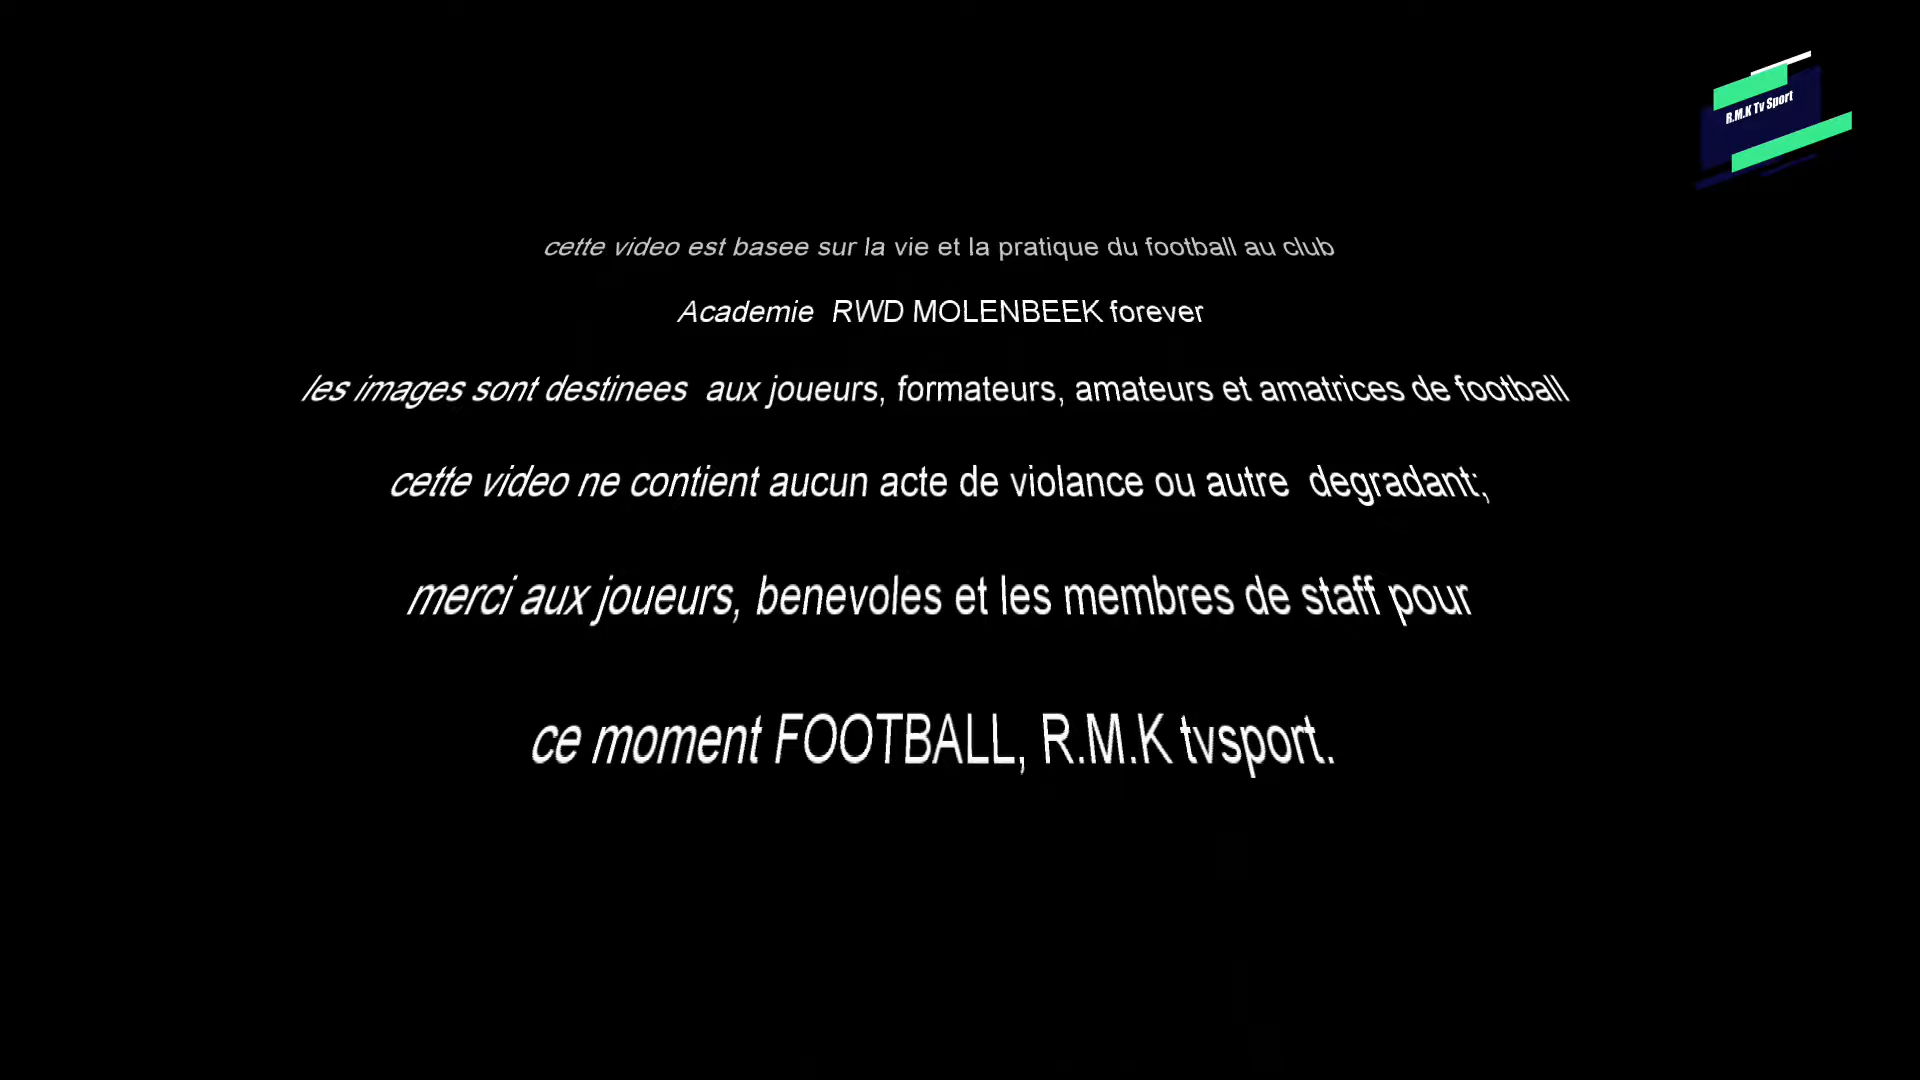 R.M.K Tv Sport
cette video est basee sur la vie et la pratique du football au club
Academie RWD MOLENBEEK forever
les images sont destinees aux joueurs, formateurs, amateurs et amatrices de football
cette video ne contient aucun acte de violance ou autre degradant;
merci aux joueurs, benevoles et les membres de staff pour
ce moment FOOTBALL, R.M.K tvsport.